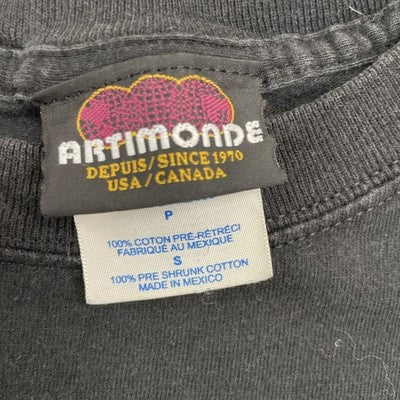 ARTIMONDE
DEPUIS/SINCE 1970
USA/CANADA
P
100% COTON PRÉ-RÉTRÉCI
FABRIQUÉ AU MEXIQUE
S
100% PRE SHRUNK COTTON
MADE IN MEXICO